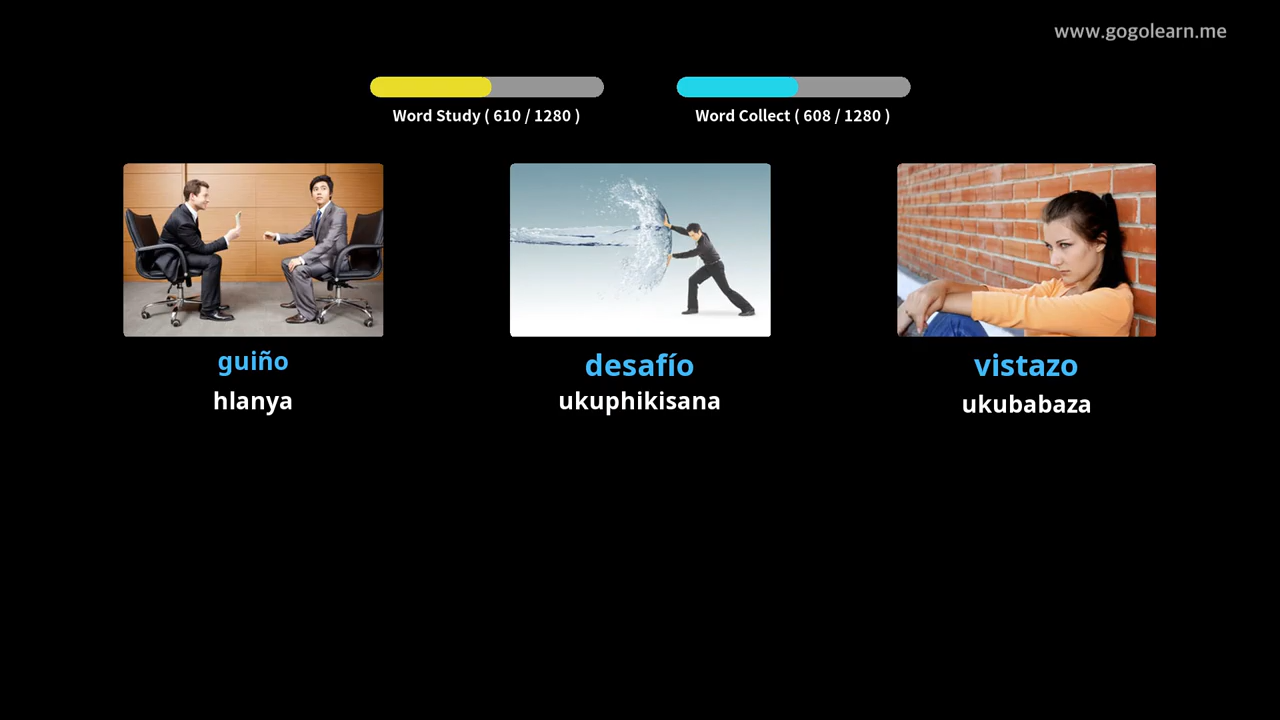 www.gogolearn.me
Word Study ( 610 / 1280 )
Word Collect ( 608 / 1280 )
guiño
hlanya
desafío
ukuphikisana
vistazo
ukubabaza